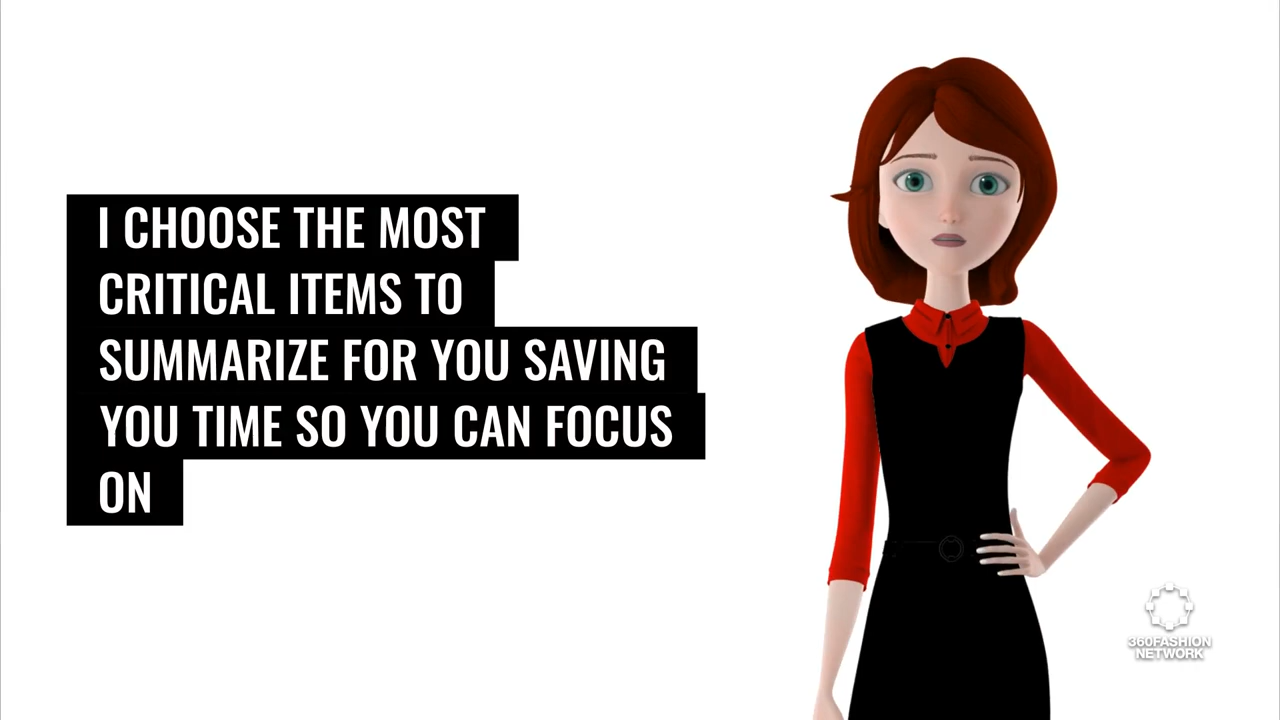 I CHOOSE THE MOST
CRITICAL ITEMS TO
SUMMARIZE FOR YOU SAVING
YOU TIME SO YOU CAN FOCUS
ON
360FASHION
NETWORK